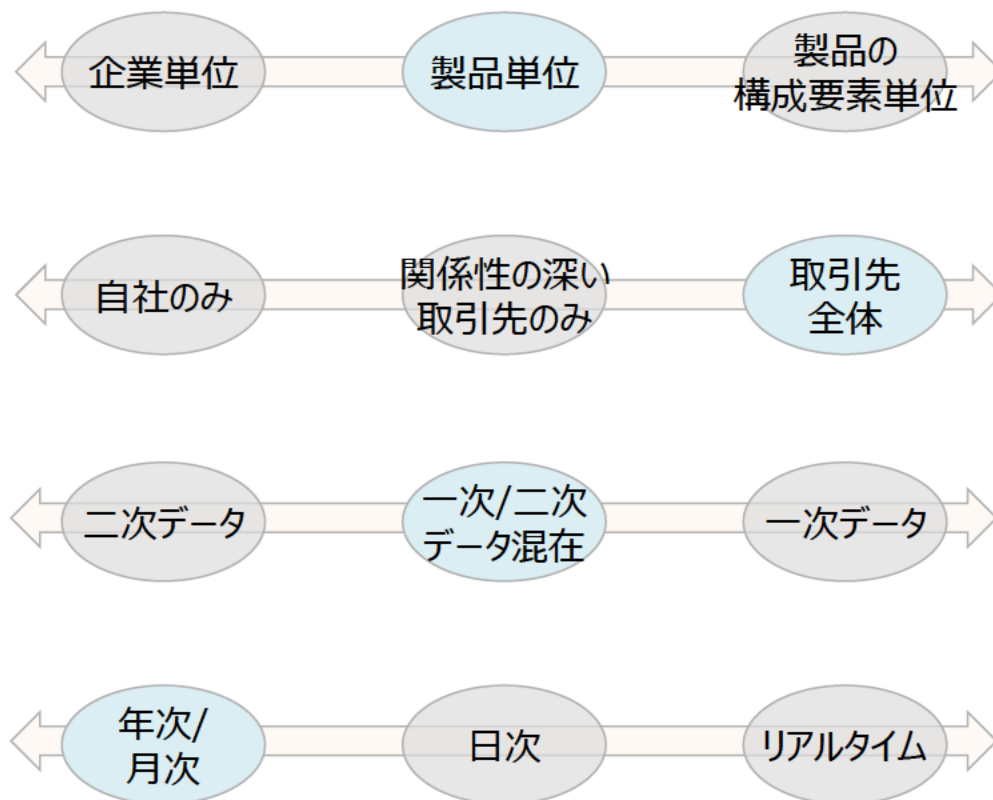 企業単位
製品単位
製品の
構成要素単位
自社のみ
関係性の深い
取引先のみ
取引先
全体
二次データ
一次/二次
データ混在
一次データ
年次/
月次
日次
リアルタイム